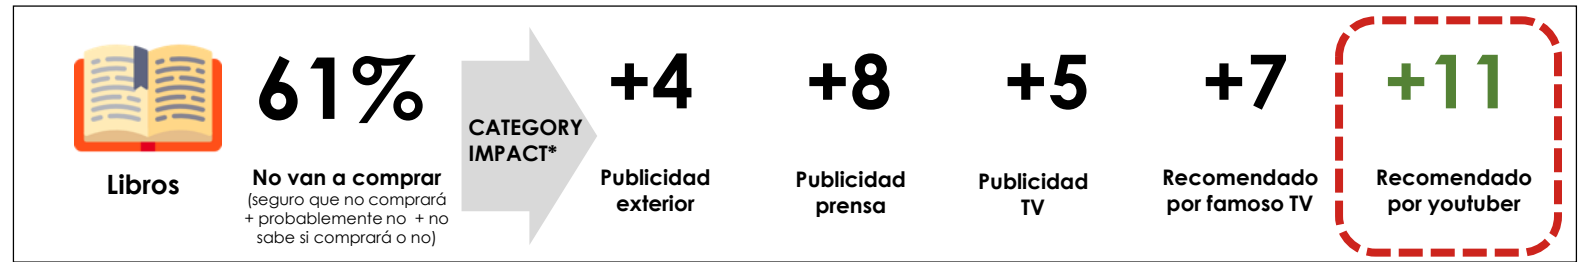 Libros
61%
No van a comprar
(seguro que no comprará
+ probablemente no + no
sabe si comprará o no)
CATEGORY
IMPACT*
+4
Publicidad
exterior
+8
Publicidad
prensa
+5
Publicidad
TV
+7
Recomendado
por famoso TV
+11
Recomendado
por youtuber